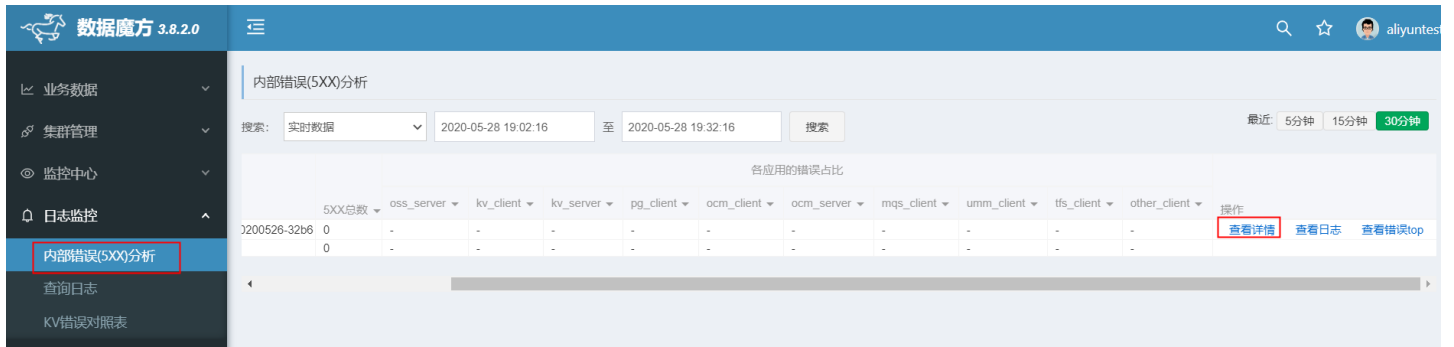 数据魔方 3.8.2.0
aliyuntest
业务数据
集群管理
监控中心
日志监控
内部错误(5XX)分析
查询日志
KV错误对照表
内部错误(5XX)分析
搜索: 实时数据 2020-05-28 19:02:16 至 2020-05-28 19:32:16 搜索 最近: 5分钟 15分钟 30分钟
各应用的错误占比
5XX总数 oss_server kv_client kv_server pg_client ocm_client ocm_server mqs_client umm_client tfs_client other_client 操作
0200526-32b6 0 - - - - - - - - - - 查看详情 查看日志 查看错误top
0 - - - - - - - - - -